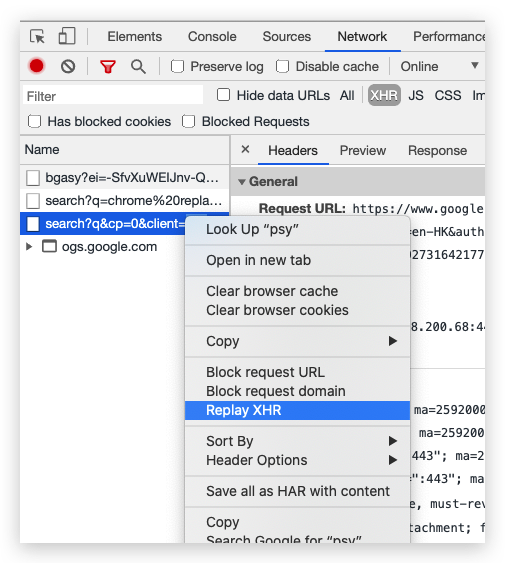 Elements Console Sources Network Performance
Preserve log Disable cache Online
Filter Hide data URLs All XHR JS CSS Im
Has blocked cookies Blocked Requests
Name × Headers Preview Response
bgasy?ei=-SfvXuWEIJnv-Q... General
search?q=chrome%20repla... Request URL: https://www.google
search?q&cp=0&client= =en-HK&auth
ogs.google.com 02731642177
Look Up “psy”
Open in new tab
Clear browser cache
Clear browser cookies
8.200.68:44
Copy
Block request URL
Block request domain
Replay XHR ma=2592000
ma=25920
Sort By 443"; ma=2
Header Options =":443"; ma
Save all as HAR with content e, must-rev
Copy tachment; f
Search Google for “psy”